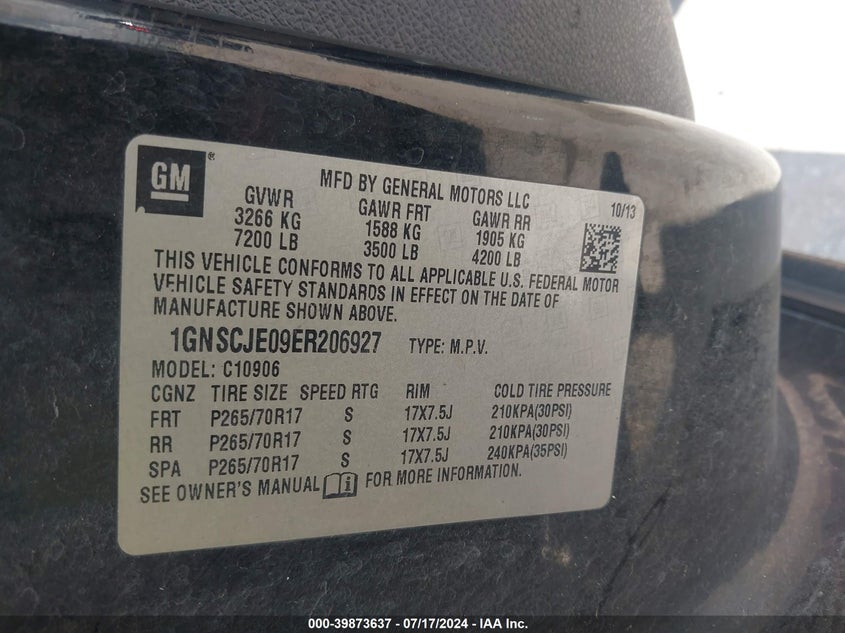 GM®
MFD BY GENERAL MOTORS LLC
10/13
GVWR GAWR FRT GAWR RR
3266 KG 1588 KG 1905 KG
7200 LB 3500 LB 4200 LB
THIS VEHICLE CONFORMS TO ALL APPLICABLE U.S. FEDERAL MOTOR
VEHICLE SAFETY STANDARDS IN EFFECT ON THE DATE OF
MANUFACTURE SHOWN ABOVE.
1GNSCJE09ER206927 TYPE: M.P.V.
MODEL: C10906
CGNZ TIRE SIZE SPEED RTG RIM COLD TIRE PRESSURE
FRT P265/70R17 S 17X7.5J 210KPA(30PSI)
RR P265/70R17 S 17X7.5J 210KPA(30PSI)
SPA P265/70R17 S 17X7.5J 240KPA(35PSI)
SEE OWNER'S MANUAL i FOR MORE INFORMATION.
000-39873637 - 07/17/2024 - IAA Inc.